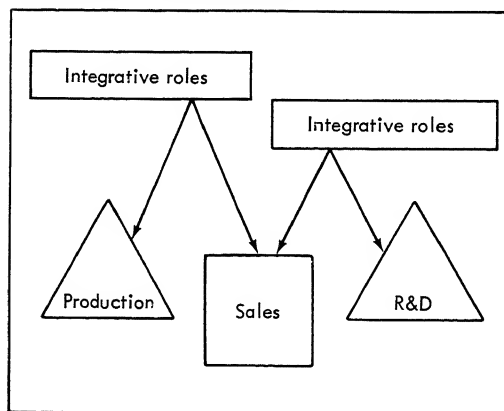 Integrative roles
Integrative roles
Production
Sales
R&D